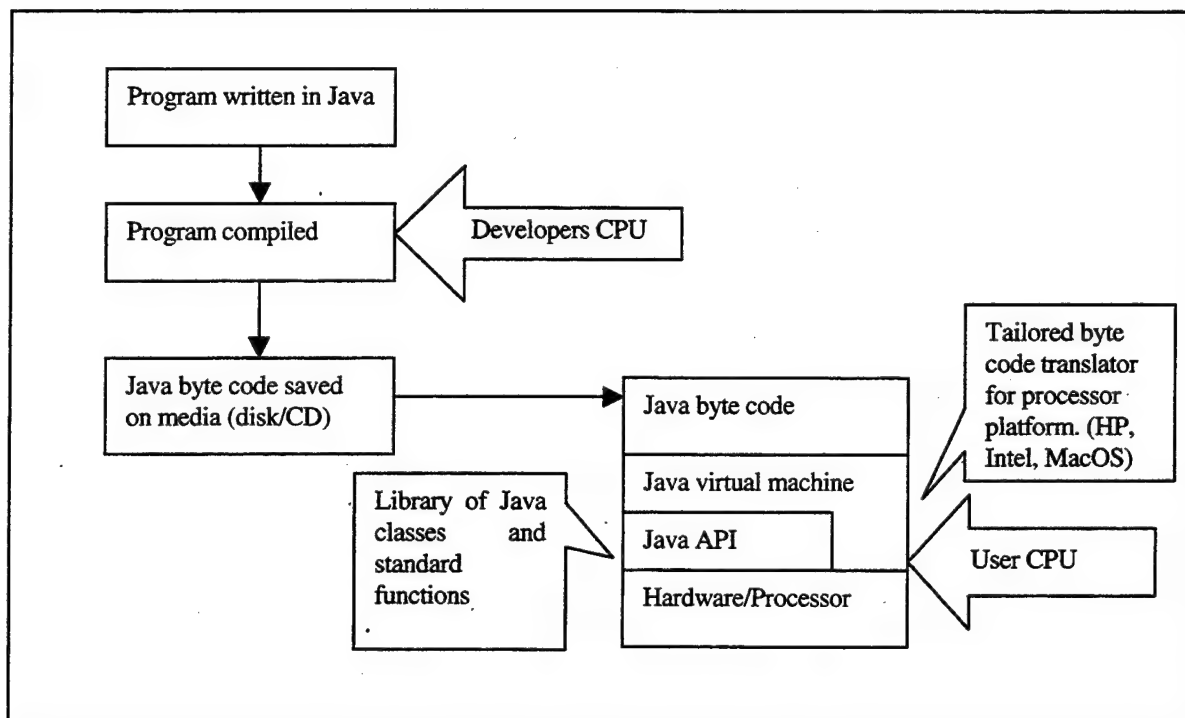 Program written in Java
Program compiled
Developers CPU
Java byte code saved
on media (disk/CD)
Java byte code
Java virtual machine
Java API
Hardware/Processor
Tailored byte
code translator
for processor
platform. (HP,
Intel, MacOS)
Library of Java
classes and
standard
functions
User CPU